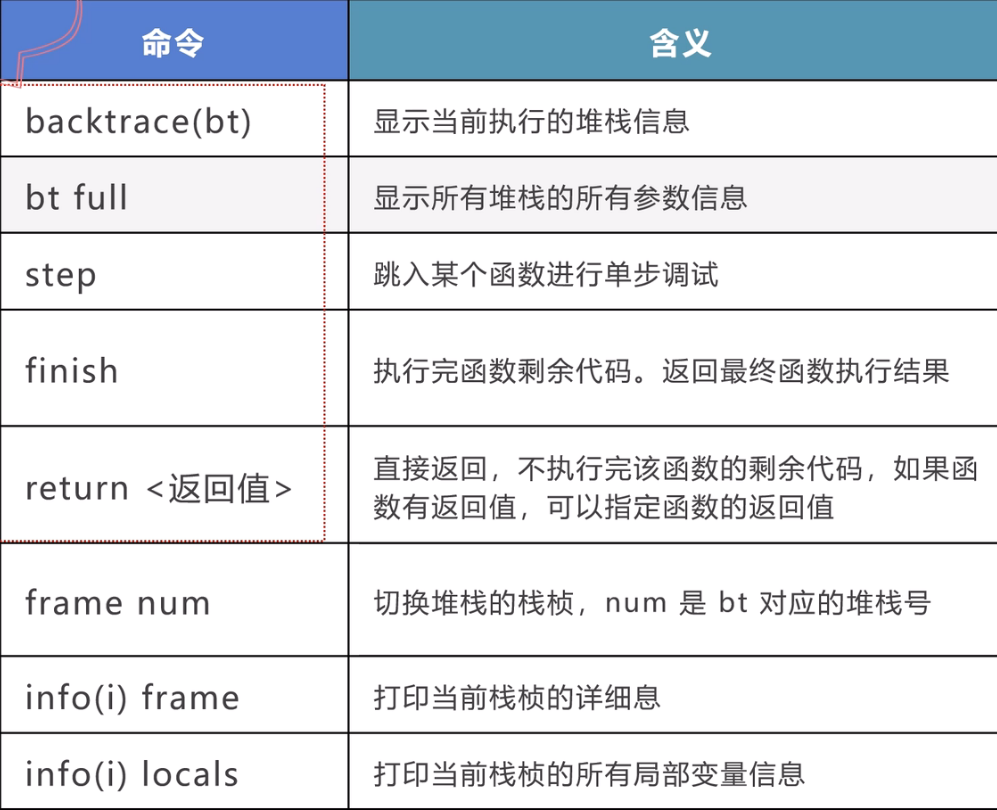 命令
含义
backtrace(bt)
显示当前执行的堆栈信息
bt full
显示所有堆栈的所有参数信息
step
跳入某个函数进行单步调试
finish
执行完函数剩余代码。返回最终函数执行结果
return <返回值>
直接返回，不执行完该函数的剩余代码，如果函
数有返回值，可以指定函数的返回值
frame num
切换堆栈的栈桢，num 是 bt 对应的堆栈号
info(i) frame
打印当前栈桢的详细息
info(i) locals
打印当前栈桢的所有局部变量信息